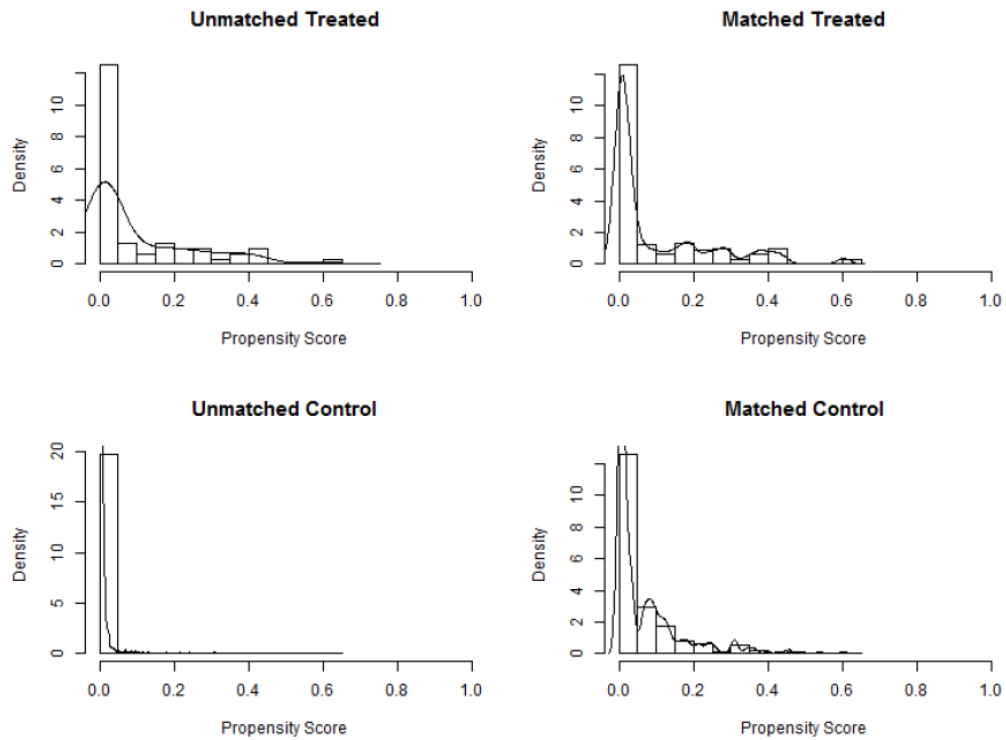 Unmatched Treated
Density
0 2 4 6 8 10
0.0 0.2 0.4 0.6 0.8 1.0
Propensity Score
Matched Treated
Density
0 2 4 6 8 10
0.0 0.2 0.4 0.6 0.8 1.0
Propensity Score
Unmatched Control
Density
0 5 10 15 20
0.0 0.2 0.4 0.6 0.8 1.0
Propensity Score
Matched Control
Density
0 2 4 6 8 10
0.0 0.2 0.4 0.6 0.8 1.0
Propensity Score